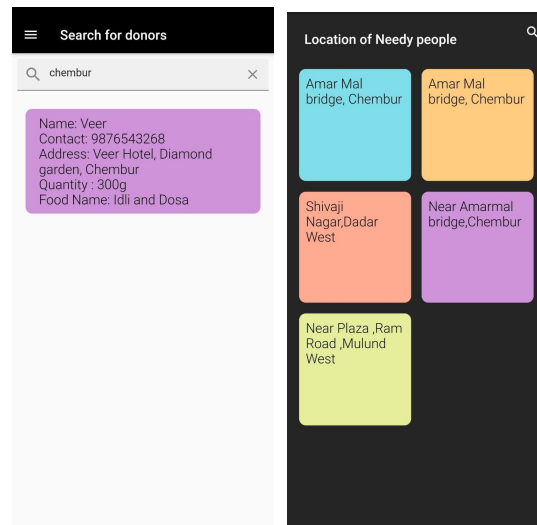 Search for donors
chembur
Name: Veer
Contact: 9876543268
Address: Veer Hotel, Diamond
garden, Chembur
Quantity : 300g
Food Name: Idli and Dosa
Location of Needy people
Amar Mal
bridge, Chembur
Amar Mal
bridge, Chembur
Shivaji
Nagar,Dadar
West
Near Amarmal
bridge,Chembur
Near Plaza ,Ram
Road ,Mulund
West